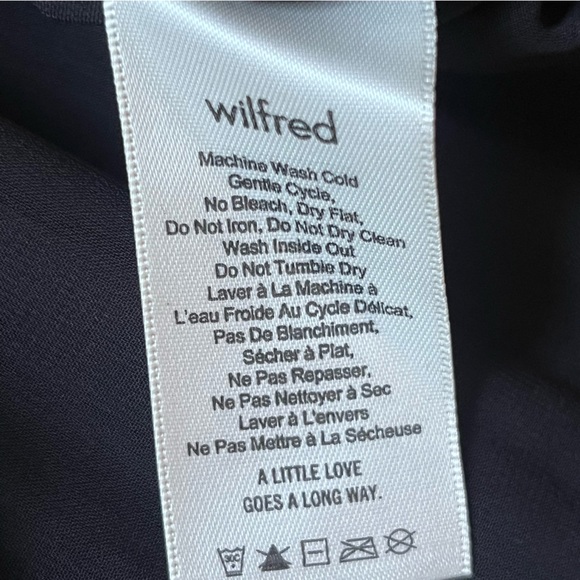 wilfred
Machine Wash Cold
Gentle Cycle,
No Bleach, Dry Flat,
Do Not Iron, Do Not Dry Clean
Wash Inside Out
Do Not Tumble Dry
Laver à La Machine à
L'eau Froide Au Cycle Délicat,
Pas De Blanchiment,
Sécher à Plat,
Ne Pas Repasser,
Ne Pas Nettoyer à Sec
Laver à L'envers
Ne Pas Mettre à La Sécheuse
A LITTLE LOVE
GOES A LONG WAY.
30C